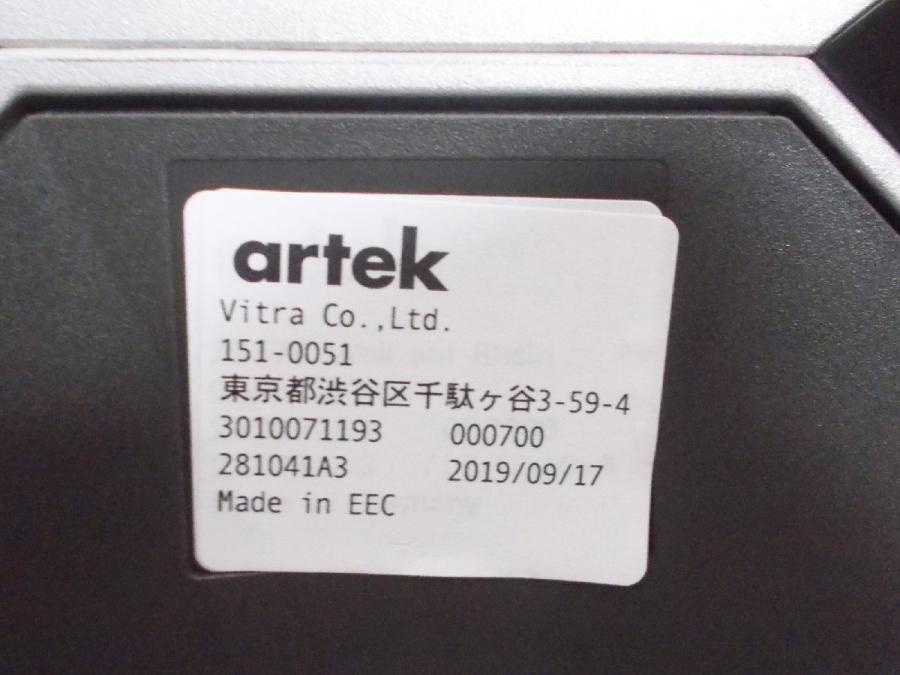 artek
Vitra Co.,Ltd.
151-0051
東京都渋谷区千駄ヶ谷3-59-4
3010071193 000700
281041A3 2019/09/17
Made in EEC